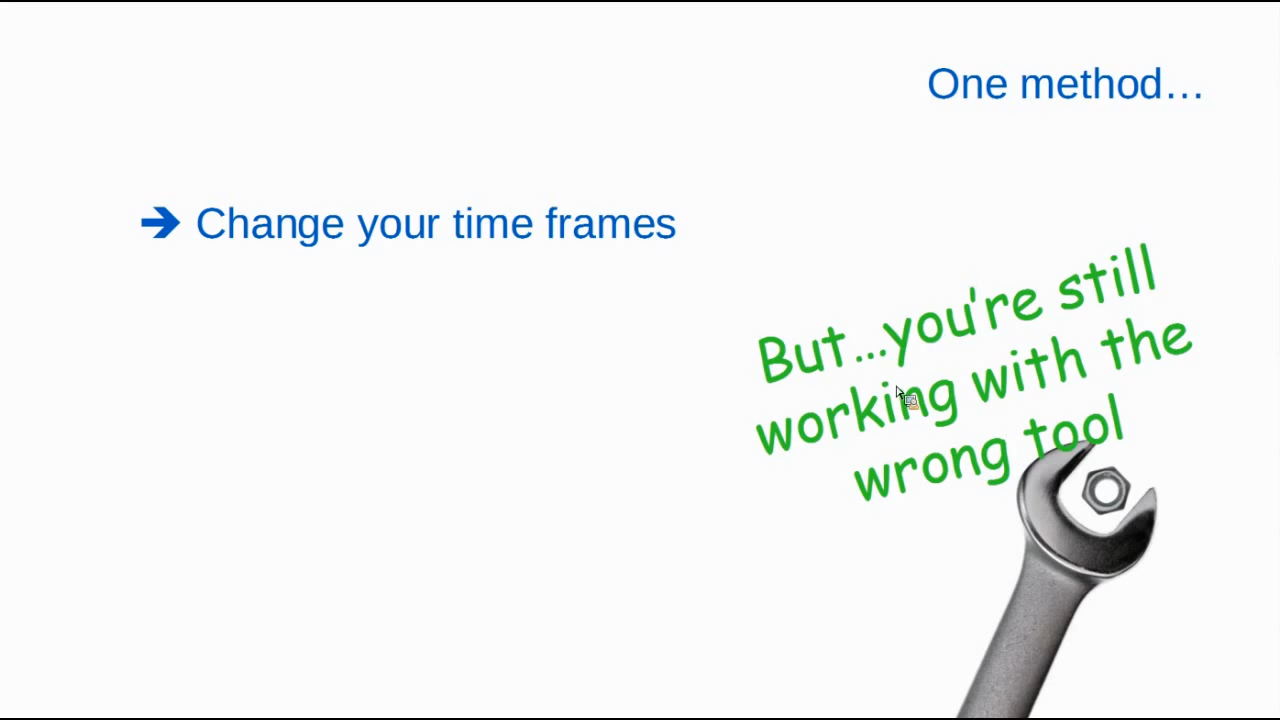 One method…
➔ Change your time frames
But...you're still
working with the
wrong tool